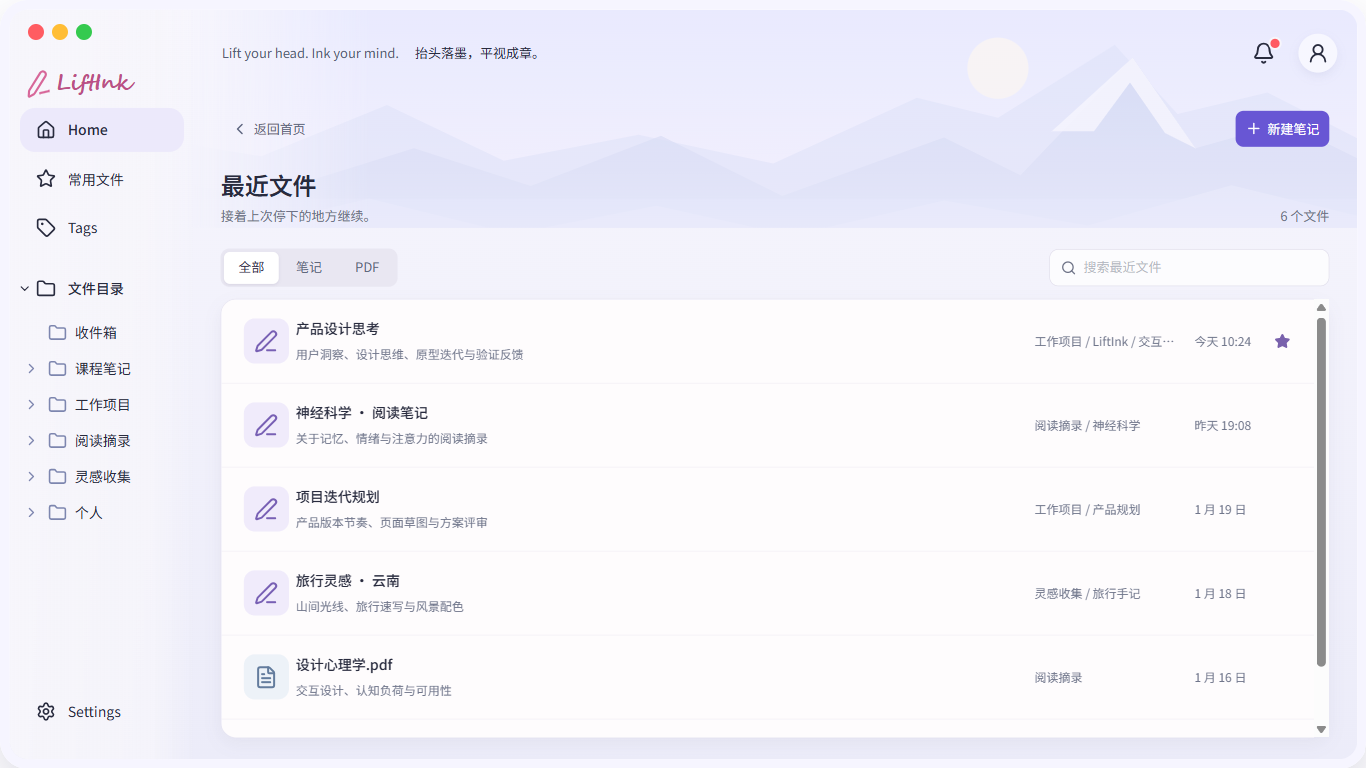 Lift your head. Ink your mind. 抬头落墨，平视成章。
LiftInk
Home
常用文件
Tags
文件目录
收件箱
课程笔记
工作项目
阅读摘录
灵感收集
个人
Settings
返回首页
新建笔记
最近文件
接着上次停下的地方继续。
6 个文件
全部 笔记 PDF
搜索最近文件
产品设计思考
用户洞察、设计思维、原型迭代与验证反馈
工作项目 / LiftInk / 交互… 今天 10:24
神经科学 · 阅读笔记
关于记忆、情绪与注意力的阅读摘录
阅读摘录 / 神经科学 昨天 19:08
项目迭代规划
产品版本节奏、页面草图与方案评审
工作项目 / 产品规划 1 月 19 日
旅行灵感 · 云南
山间光线、旅行速写与风景配色
灵感收集 / 旅行手记 1 月 18 日
设计心理学.pdf
交互设计、认知负荷与可用性
阅读摘录 1 月 16 日